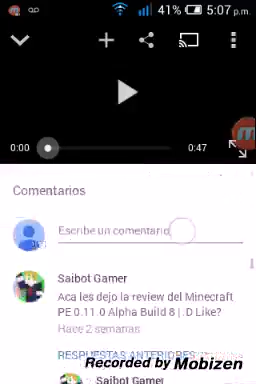 41% 5:07 p.m.
0:00 0:47
Comentarios
Escribe un comentario
Saibot Gamer
Aca les dejo la review del Minecraft
PE 0.11.0 Alpha Build 8 | :D Like?
Hace 2 semanas
RESPUESTAS ANTERIORES
Recorded by Mobizen
Saibot Gamer